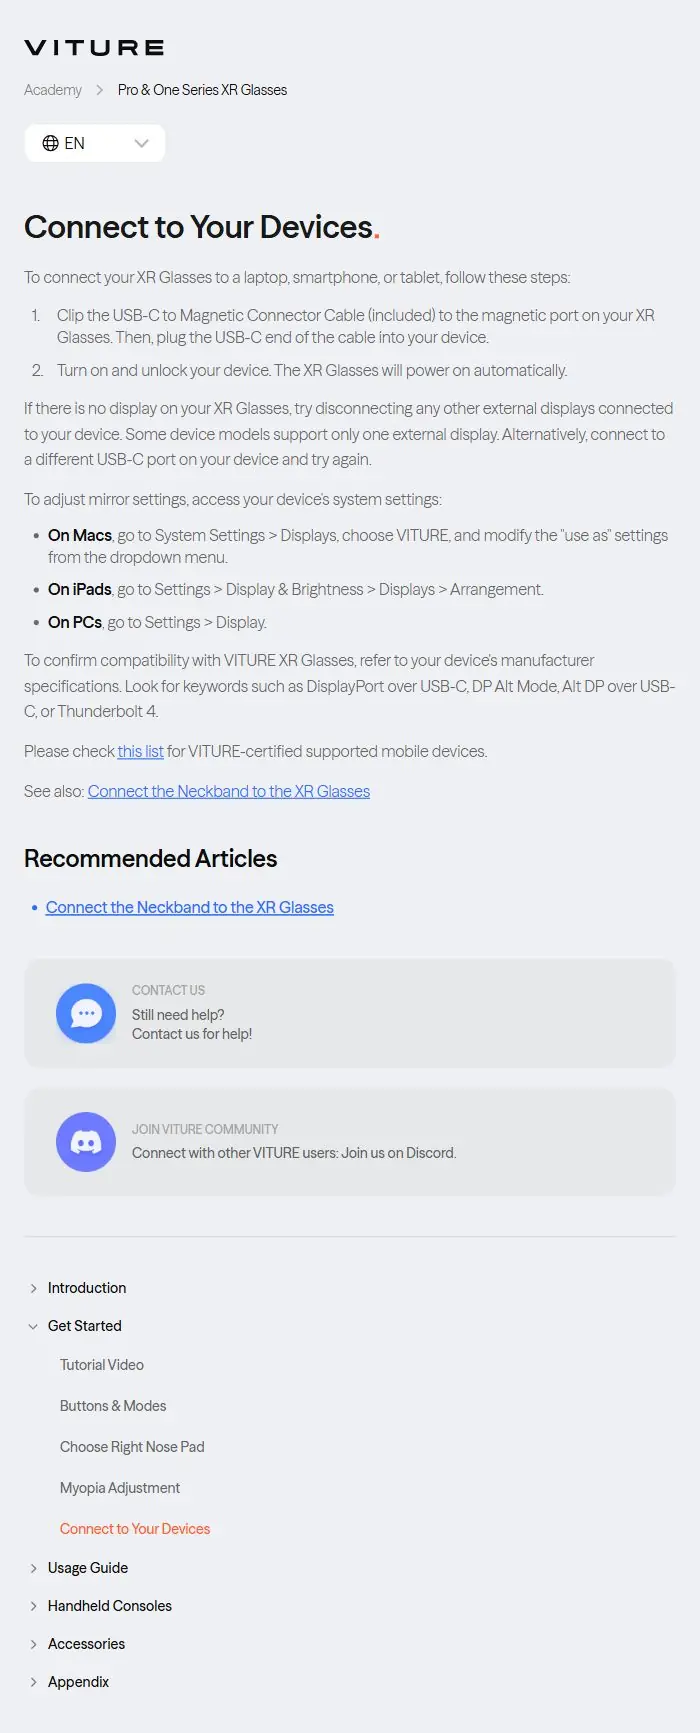 VITURE
Academy > Pro & One Series XR Glasses
EN
Connect to Your Devices.
To connect your XR Glasses to a laptop, smartphone, or tablet, follow these steps:
1. Clip the USB-C to Magnetic Connector Cable (included) to the magnetic port on your XR
Glasses. Then, plug the USB-C end of the cable into your device.
2. Turn on and unlock your device. The XR Glasses will power on automatically.
If there is no display on your XR Glasses, try disconnecting any other external displays connected
to your device. Some device models support only one external display. Alternatively, connect to
a different USB-C port on your device and try again.
To adjust mirror settings, access your device's system settings:
• On Macs, go to System Settings > Displays, choose VITURE, and modify the "use as" settings
from the dropdown menu.
• On iPads, go to Settings > Display & Brightness > Displays > Arrangement.
• On PCs, go to Settings > Display.
To confirm compatibility with VITURE XR Glasses, refer to your device's manufacturer
specifications. Look for keywords such as DisplayPort over USB-C, DP Alt Mode, Alt DP over USB-
C, or Thunderbolt 4.
Please check this list for VITURE-certified supported mobile devices.
See also: Connect the Neckband to the XR Glasses
Recommended Articles
• Connect the Neckband to the XR Glasses
CONTACT US
Still need help?
Contact us for help!
JOIN VITURE COMMUNITY
Connect with other VITURE users: Join us on Discord.
Introduction
Get Started
Tutorial Video
Buttons & Modes
Choose Right Nose Pad
Myopia Adjustment
Connect to Your Devices
Usage Guide
Handheld Consoles
Accessories
Appendix